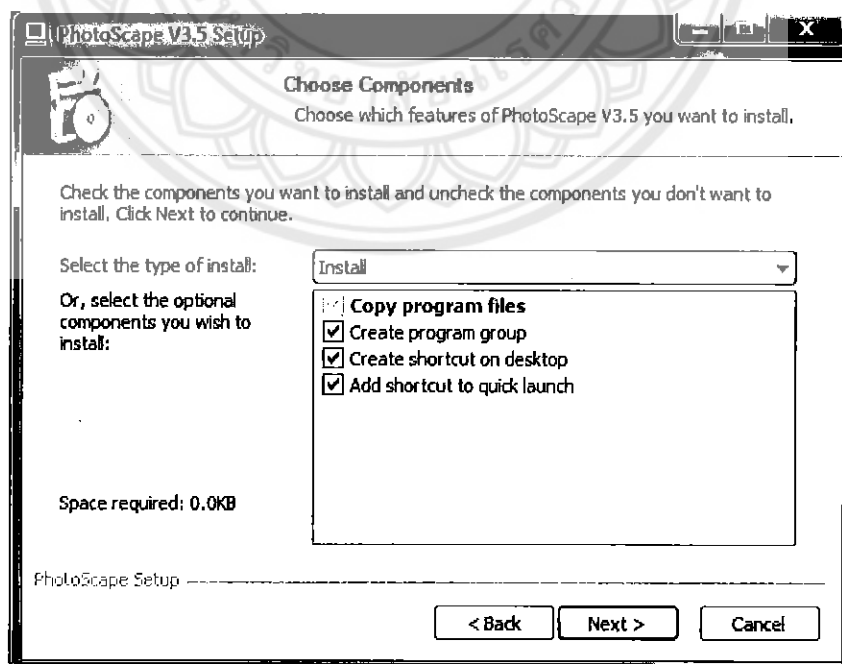 PhotoScape V3.5 Setup
Choose Components
Choose which features of PhotoScape V3.5 you want to install.
Check the components you want to install and uncheck the components you don't want to
install. Click Next to continue.
Select the type of install:
Install
Or, select the optional
components you wish to
install:
Copy program files
Create program group
Create shortcut on desktop
Add shortcut to quick launch
Space required: 0.0KB
PhotoScape Setup
< Back
Next >
Cancel